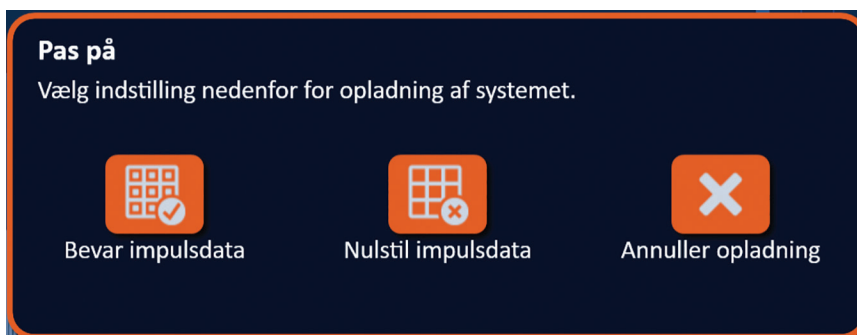 Pas på
Vælg indstilling nedenfor for opladning af systemet.
Bevar impulsdata
Nulstil impulsdata
Annuller opladning